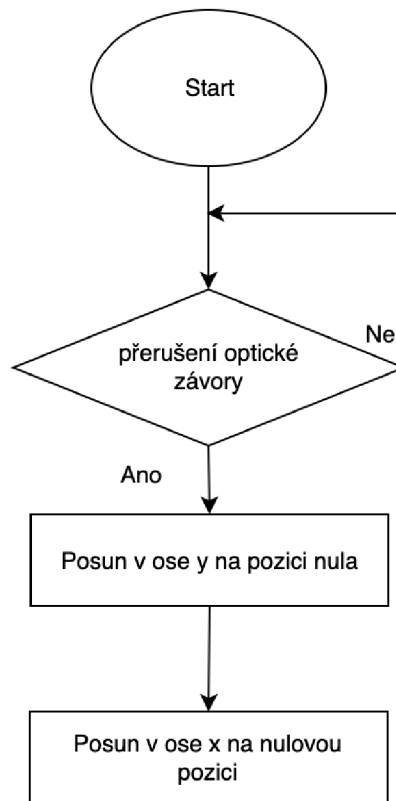 Start
Ne
přerušení optické
závory
Ano
Posun v ose y na pozici nula
Posun v ose x na nulovou
pozici